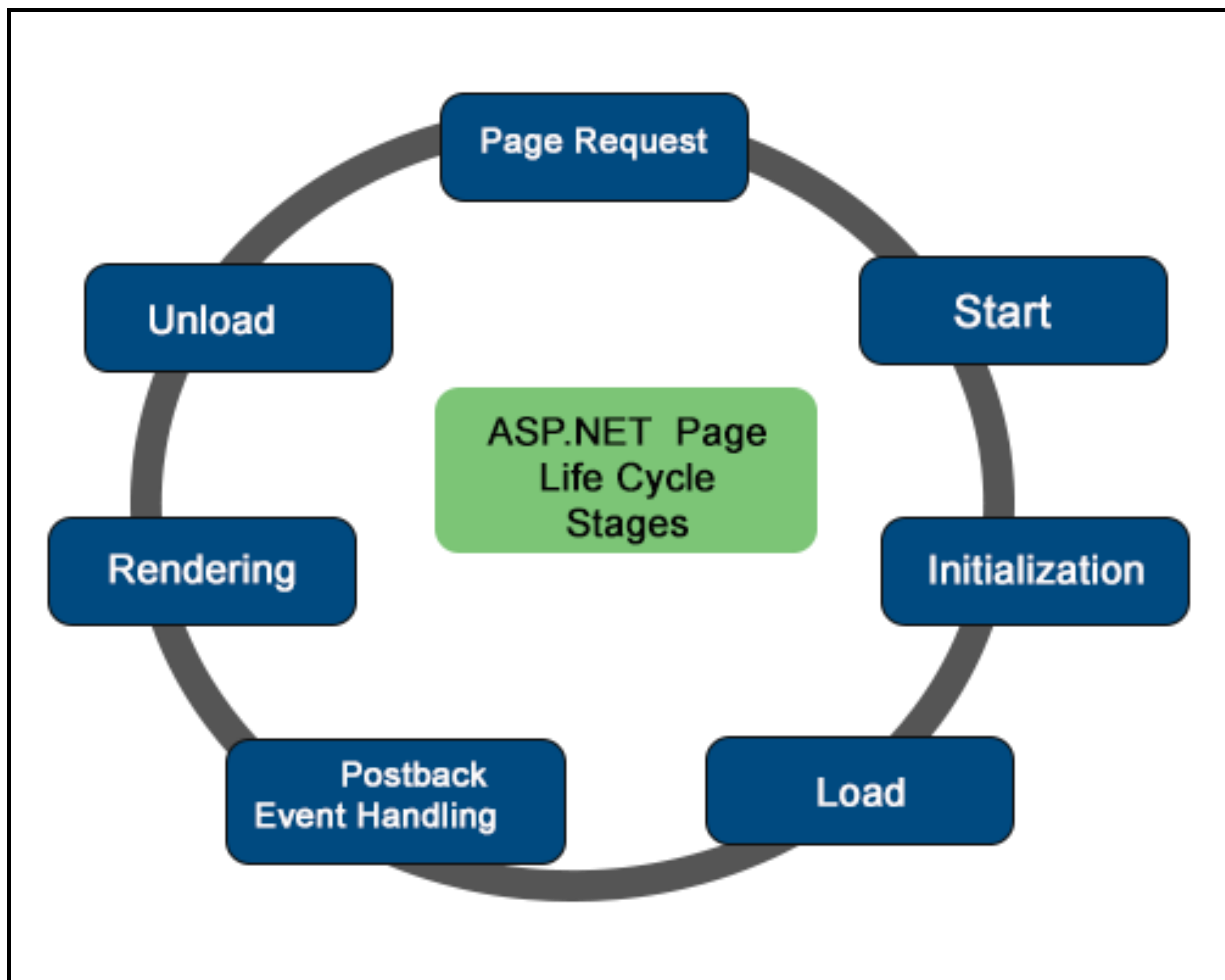 Page Request
Start
Initialization
Load
Postback
Event Handling
Rendering
Unload
ASP.NET Page
Life Cycle
Stages